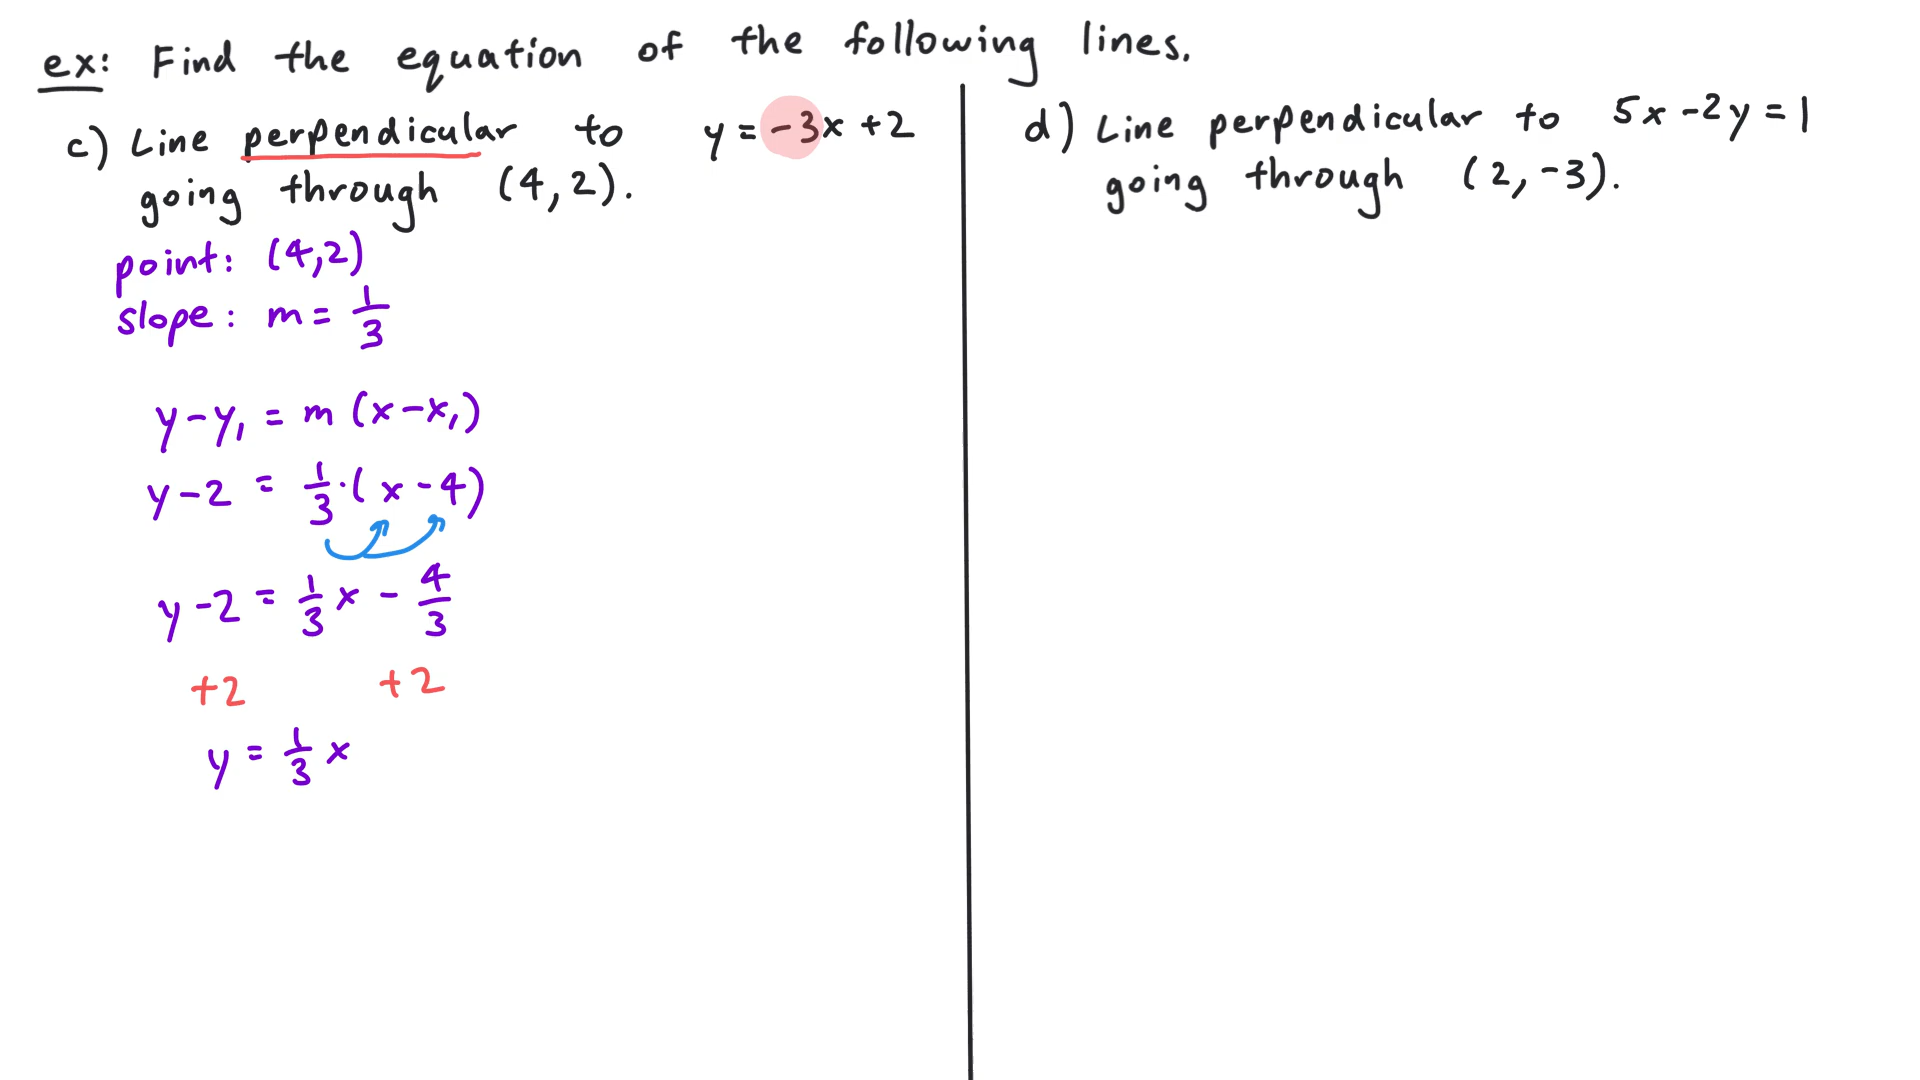 ex: Find the equation of the following lines.
c) Line perpendicular to y = -3x + 2
going through (4, 2).
point: (4,2)
slope: m = 1/3
y - y₁ = m (x - x₁)
y - 2 = 1/3 · (x - 4)
y - 2 = 1/3 x - 4/3
+2 +2
y = 1/3 x
d) Line perpendicular to 5x - 2y = 1
going through (2, -3).